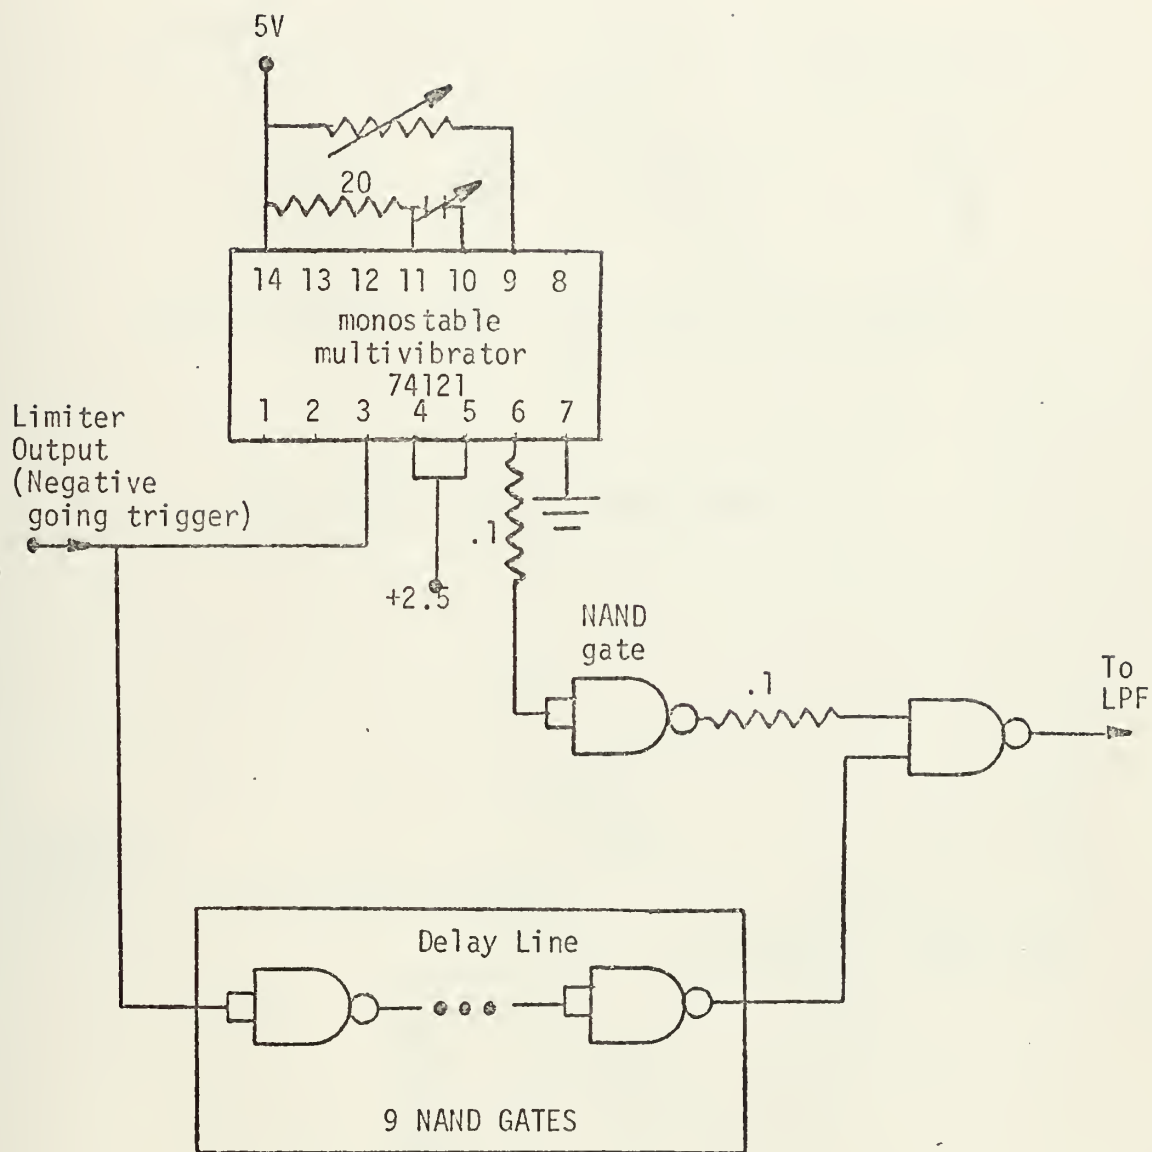 5V
20
14 13 12 11 10 9 8
monostable
multivibrator
74121
1 2 3 4 5 6 7
Limiter
Output
(Negative
going trigger)
.1
+2.5
NAND
gate
.1
To
LPF
Delay Line
9 NAND GATES